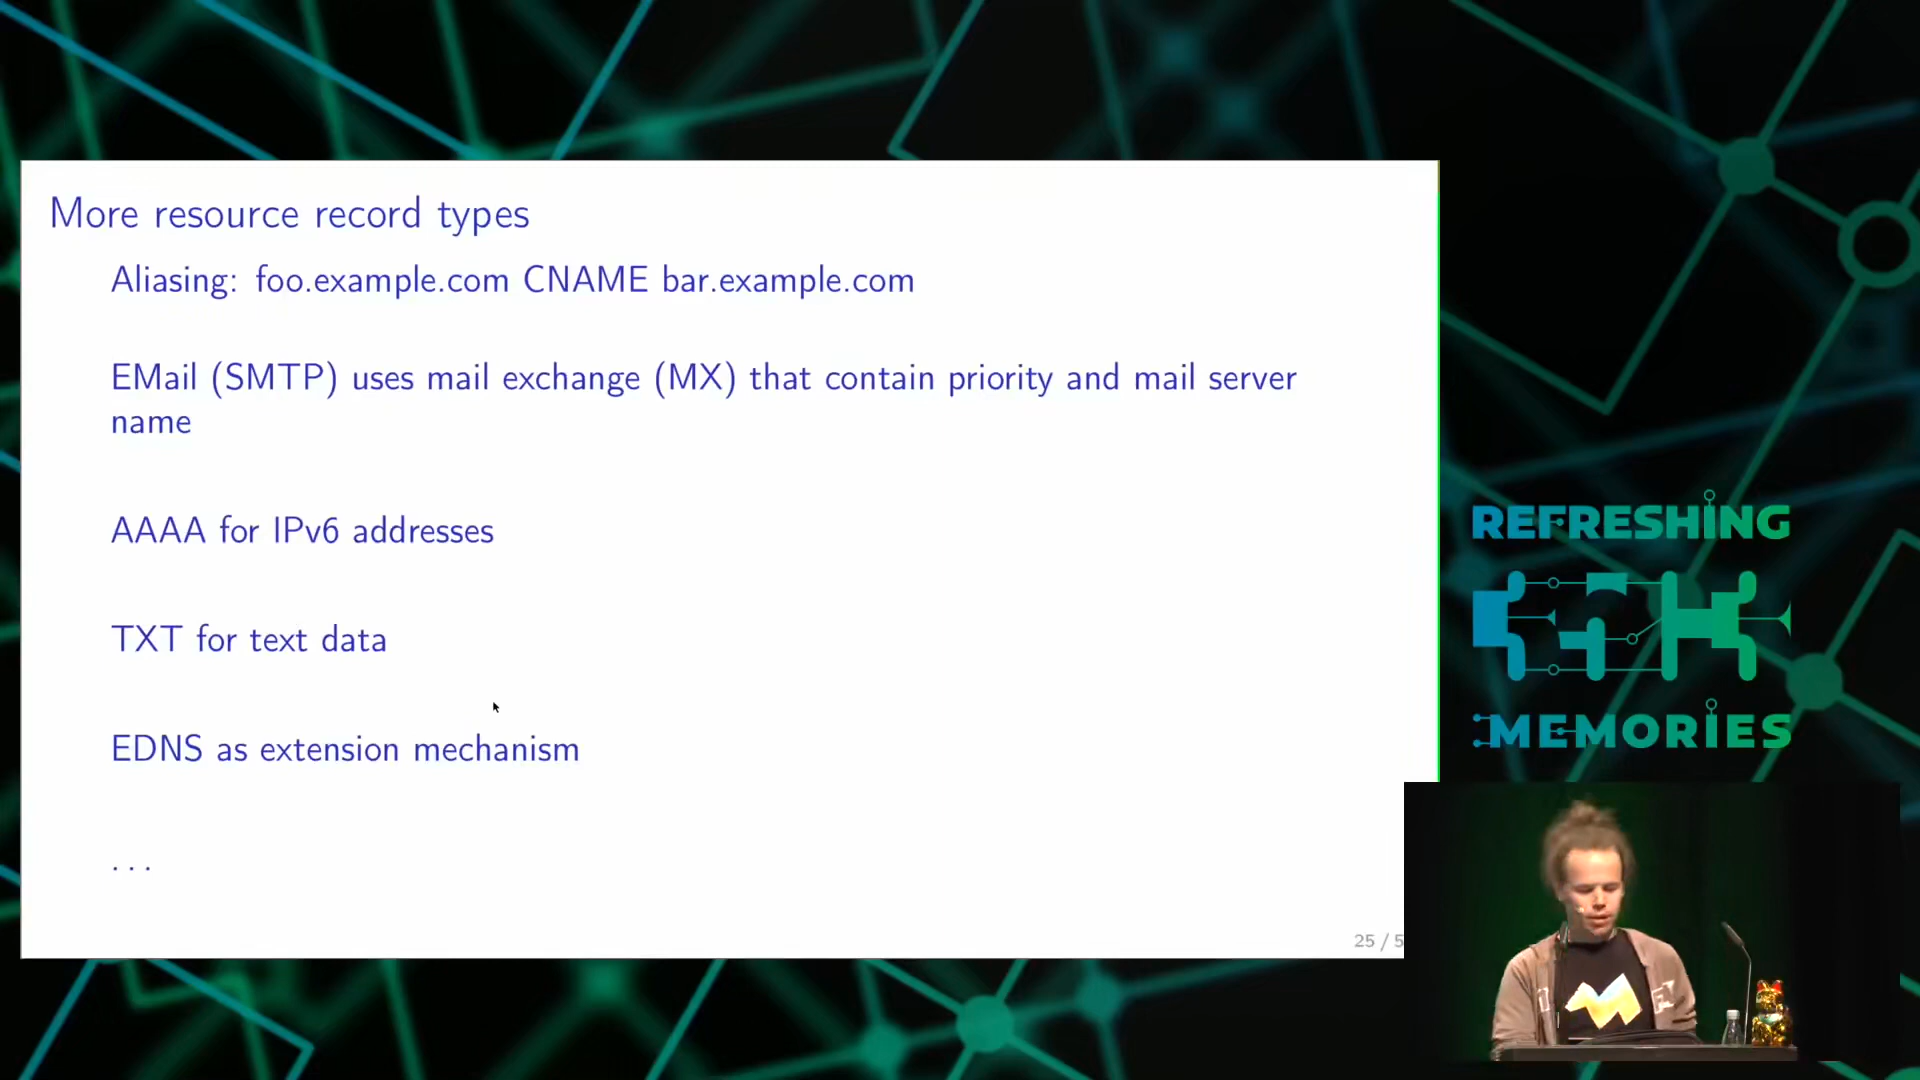 More resource record types
Aliasing: foo.example.com CNAME bar.example.com
EMail (SMTP) uses mail exchange (MX) that contain priority and mail server
name
AAAA for IPv6 addresses
TXT for text data
EDNS as extension mechanism
...
25 / 5
REFRESHING
MEMORIES